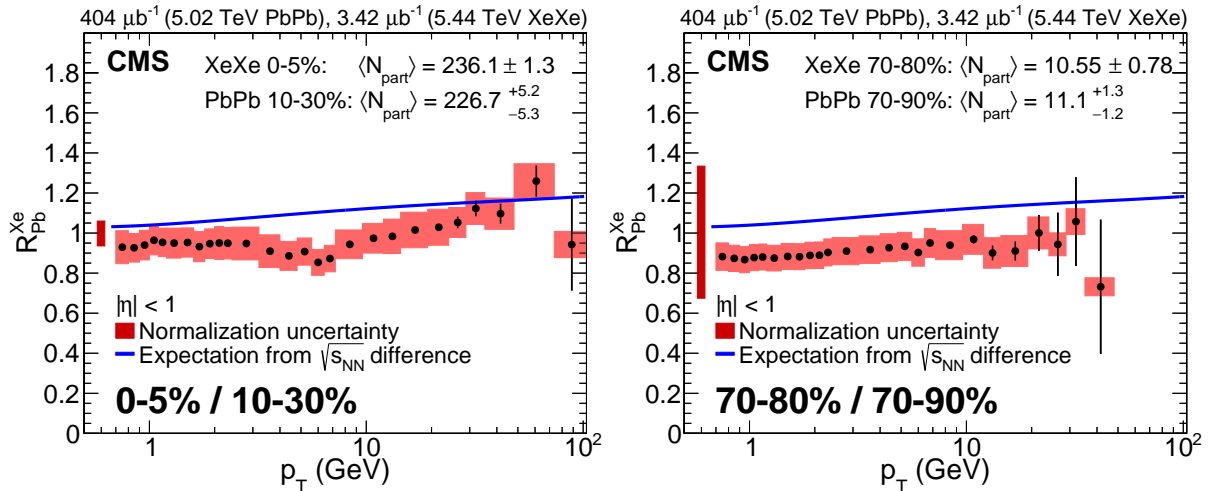 404 μb⁻¹ (5.02 TeV PbPb), 3.42 μb⁻¹ (5.44 TeV XeXe)
CMS
XeXe 0-5%: ⟨N_part⟩ = 236.1 ± 1.3
PbPb 10-30%: ⟨N_part⟩ = 226.7 +5.2 −5.3
R_Pb^Xe
1.8
1.6
1.4
1.2
1
0.8
0.6
0.4
0.2
0
|η| < 1
Normalization uncertainty
Expectation from √s_NN difference
0-5% / 10-30%
1 10 10²
p_T (GeV)
404 μb⁻¹ (5.02 TeV PbPb), 3.42 μb⁻¹ (5.44 TeV XeXe)
CMS
XeXe 70-80%: ⟨N_part⟩ = 10.55 ± 0.78
PbPb 70-90%: ⟨N_part⟩ = 11.1 +1.3 −1.2
R_Pb^Xe
1.8
1.6
1.4
1.2
1
0.8
0.6
0.4
0.2
0
|η| < 1
Normalization uncertainty
Expectation from √s_NN difference
70-80% / 70-90%
1 10 10²
p_T (GeV)